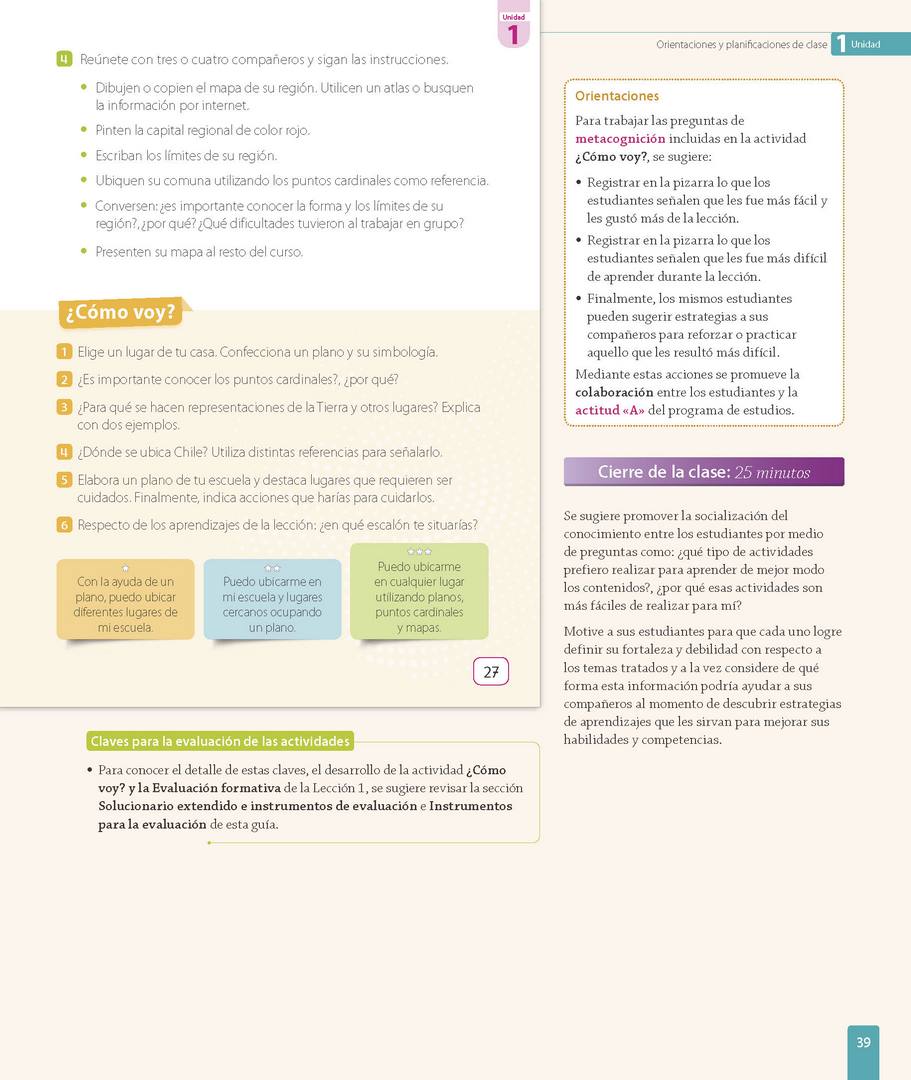 Unidad
1
4 Reúnete con tres o cuatro compañeros y sigan las instrucciones.
• Dibujen o copien el mapa de su región. Utilicen un atlas o busquen
la información por internet.
• Pinten la capital regional de color rojo.
• Escriban los límites de su región.
• Ubiquen su comuna utilizando los puntos cardinales como referencia.
• Conversen: ¿es importante conocer la forma y los límites de su
región?, ¿por qué? ¿Qué dificultades tuvieron al trabajar en grupo?
• Presenten su mapa al resto del curso.
¿Cómo voy?
1 Elige un lugar de tu casa. Confecciona un plano y su simbología.
2 ¿Es importante conocer los puntos cardinales?, ¿por qué?
3 ¿Para qué se hacen representaciones de la Tierra y otros lugares? Explica
con dos ejemplos.
4 ¿Dónde se ubica Chile? Utiliza distintas referencias para señalarlo.
5 Elabora un plano de tu escuela y destaca lugares que requieren ser
cuidados. Finalmente, indica acciones que harías para cuidarlos.
6 Respecto de los aprendizajes de la lección: ¿en qué escalón te situarías?
Con la ayuda de un
plano, puedo ubicar
diferentes lugares de
mi escuela.
Puedo ubicarme en
mi escuela y lugares
cercanos ocupando
un plano.
Puedo ubicarme
en cualquier lugar
utilizando planos,
puntos cardinales
y mapas.
27
Claves para la evaluación de las actividades
• Para conocer el detalle de estas claves, el desarrollo de la actividad ¿Cómo
voy? y la Evaluación formativa de la Lección 1, se sugiere revisar la sección
Solucionario extendido e instrumentos de evaluación e Instrumentos
para la evaluación de esta guía.
Orientaciones y planificaciones de clase 1 Unidad
Orientaciones
Para trabajar las preguntas de
metacognición incluidas en la actividad
¿Cómo voy?, se sugiere:
• Registrar en la pizarra lo que los
estudiantes señalen que les fue más fácil y
les gustó más de la lección.
• Registrar en la pizarra lo que los
estudiantes señalen que les fue más difícil
de aprender durante la lección.
• Finalmente, los mismos estudiantes
pueden sugerir estrategias a sus
compañeros para reforzar o practicar
aquello que les resultó más difícil.
Mediante estas acciones se promueve la
colaboración entre los estudiantes y la
actitud «A» del programa de estudios.
Cierre de la clase: 25 minutos
Se sugiere promover la socialización del
conocimiento entre los estudiantes por medio
de preguntas como: ¿qué tipo de actividades
prefiero realizar para aprender de mejor modo
los contenidos?, ¿por qué esas actividades son
más fáciles de realizar para mí?
Motive a sus estudiantes para que cada uno logre
definir su fortaleza y debilidad con respecto a
los temas tratados y a la vez considere de qué
forma esta información podría ayudar a sus
compañeros al momento de descubrir estrategias
de aprendizajes que les sirvan para mejorar sus
habilidades y competencias.
39